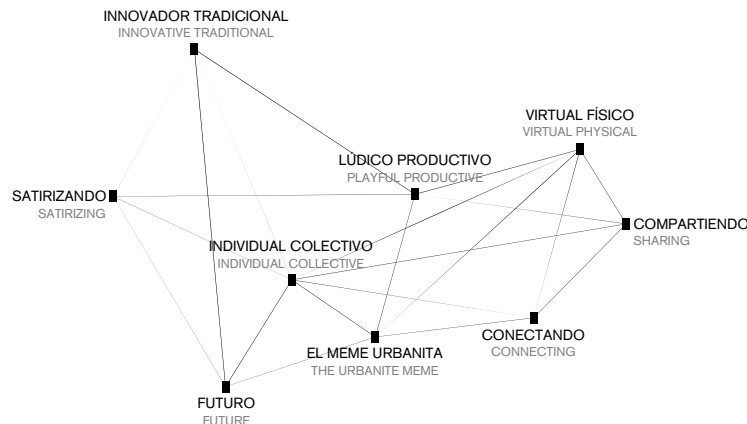 INNOVADOR TRADICIONAL
INNOVATIVE TRADITIONAL
VIRTUAL FÍSICO
VIRTUAL PHYSICAL
LÚDICO PRODUCTIVO
PLAYFUL PRODUCTIVE
SATIRIZANDO
SATIRIZING
COMPARTIENDO
SHARING
INDIVIDUAL COLECTIVO
INDIVIDUAL COLLECTIVE
CONECTANDO
CONNECTING
EL MEME URBANITA
THE URBANITE MEME
FUTURO
FUTURE